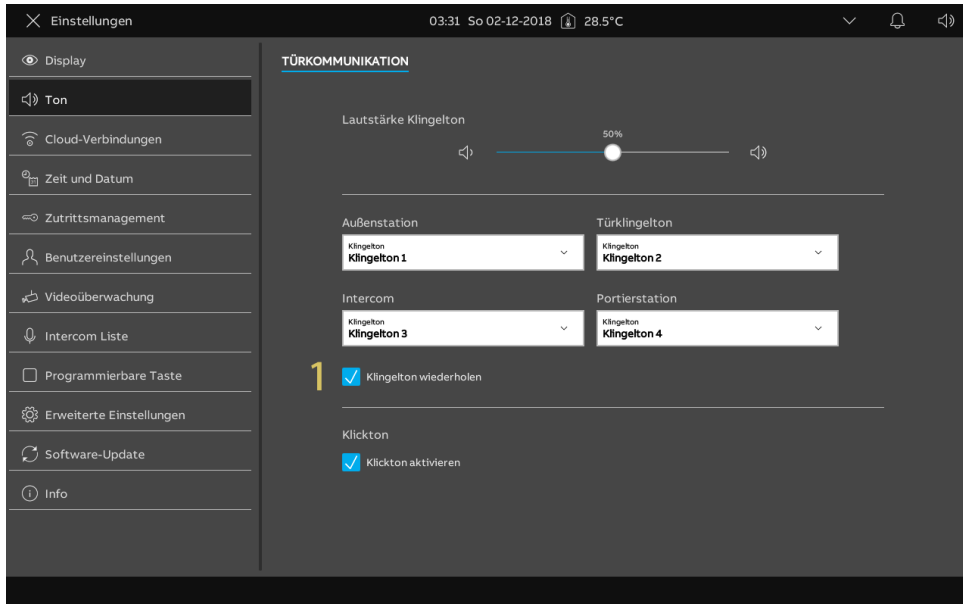 Einstellungen
03:31 So 02-12-2018 28.5°C
Display
Ton
Cloud-Verbindungen
Zeit und Datum
Zutrittsmanagement
Benutzereinstellungen
Videoüberwachung
Intercom Liste
Programmierbare Taste
Erweiterte Einstellungen
Software-Update
Info
TÜRKOMMUNIKATION
Lautstärke Klingelton
50%
Außenstation
Klingelton
Klingelton 1
Türklingelton
Klingelton
Klingelton 2
Intercom
Klingelton
Klingelton 3
Portierstation
Klingelton
Klingelton 4
1 Klingelton wiederholen
Klickton
Klickton aktivieren